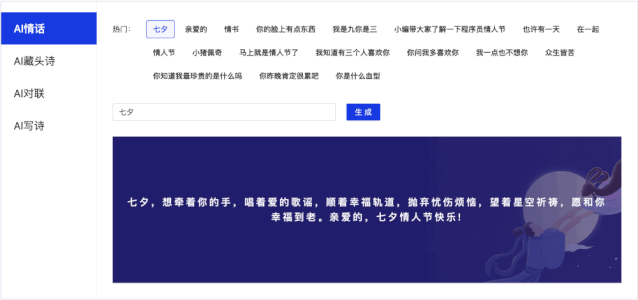 AI情话
AI藏头诗
AI对联
AI写诗
热门： 七夕 亲爱的 情书 你的脸上有点东西 我是九你是三 小编带大家了解一下程序员情人节 也许有一天 在一起
情人节 小猪佩奇 马上就是情人节了 我知道有三个人喜欢你 你问我多喜欢你 我一点也不想你 众生皆苦
你知道我最珍贵的是什么吗 你昨晚肯定很累吧 你是什么血型
七夕 生成
七夕，想牵着你的手，唱着爱的歌谣，顺着幸福轨道，抛弃忧伤烦恼，望着星空祈祷，愿和你
幸福到老。亲爱的，七夕情人节快乐!